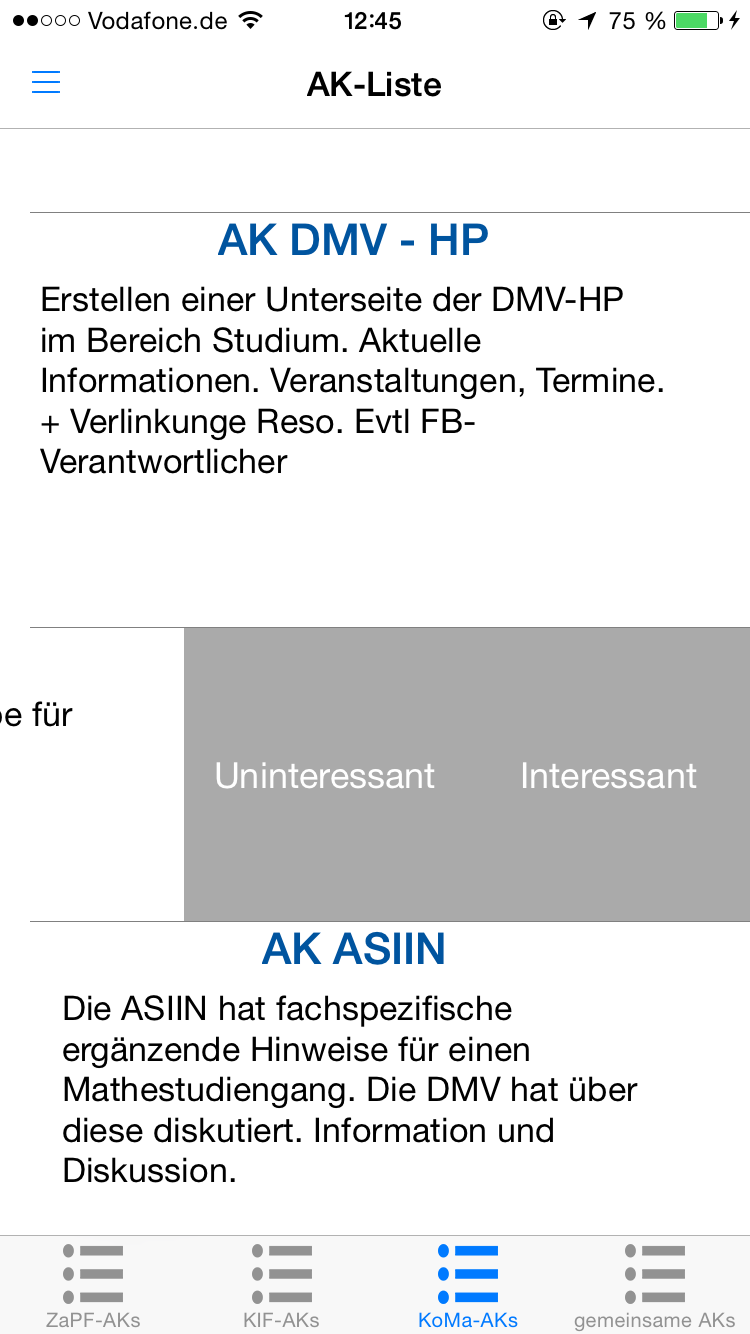 Vodafone.de 12:45 75 %
AK-Liste
AK DMV - HP
Erstellen einer Unterseite der DMV-HP
im Bereich Studium. Aktuelle
Informationen. Veranstaltungen, Termine.
+ Verlinkunge Reso. Evtl FB-
Verantwortlicher
für
Uninteressant Interessant
AK ASIIN
Die ASIIN hat fachspezifische
ergänzende Hinweise für einen
Mathestudiengang. Die DMV hat über
diese diskutiert. Information und
Diskussion.
ZaPF-AKs KIF-AKs KoMa-AKs gemeinsame AKs